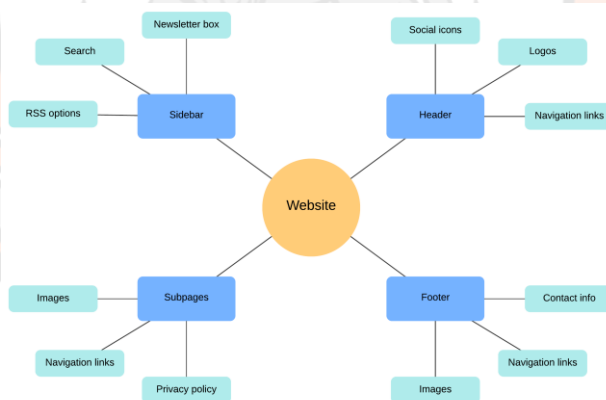 Newsletter box
Social icons
Search
Logos
RSS options
Sidebar
Header
Navigation links
Website
Images
Subpages
Footer
Contact info
Navigation links
Navigation links
Privacy policy
Images